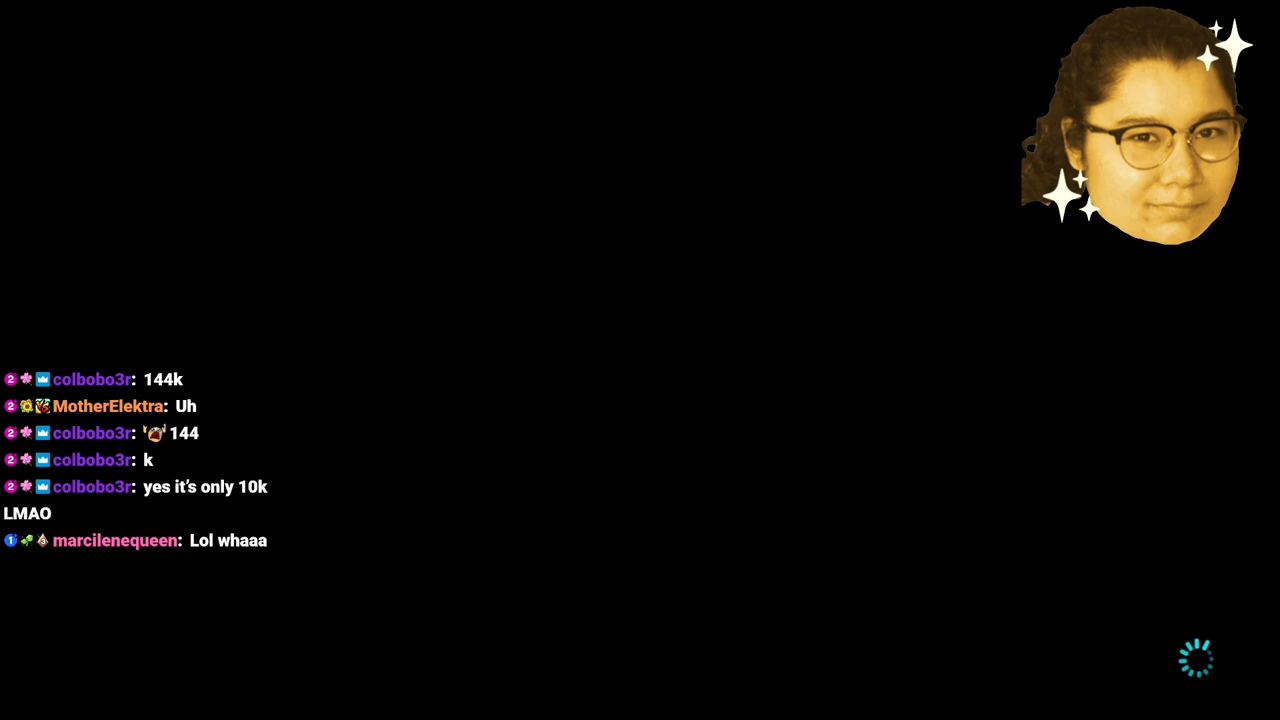 colbobo3r: 144k
MotherElektra: Uh
colbobo3r: 144
colbobo3r: k
colbobo3r: yes it’s only 10k
LMAO
marcilenequeen: Lol whaaa